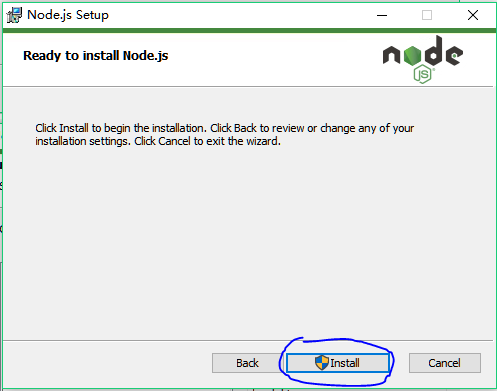 Node.js Setup
Ready to install Node.js
node
JS
Click Install to begin the installation. Click Back to review or change any of your
installation settings. Click Cancel to exit the wizard.
Back
Install
Cancel